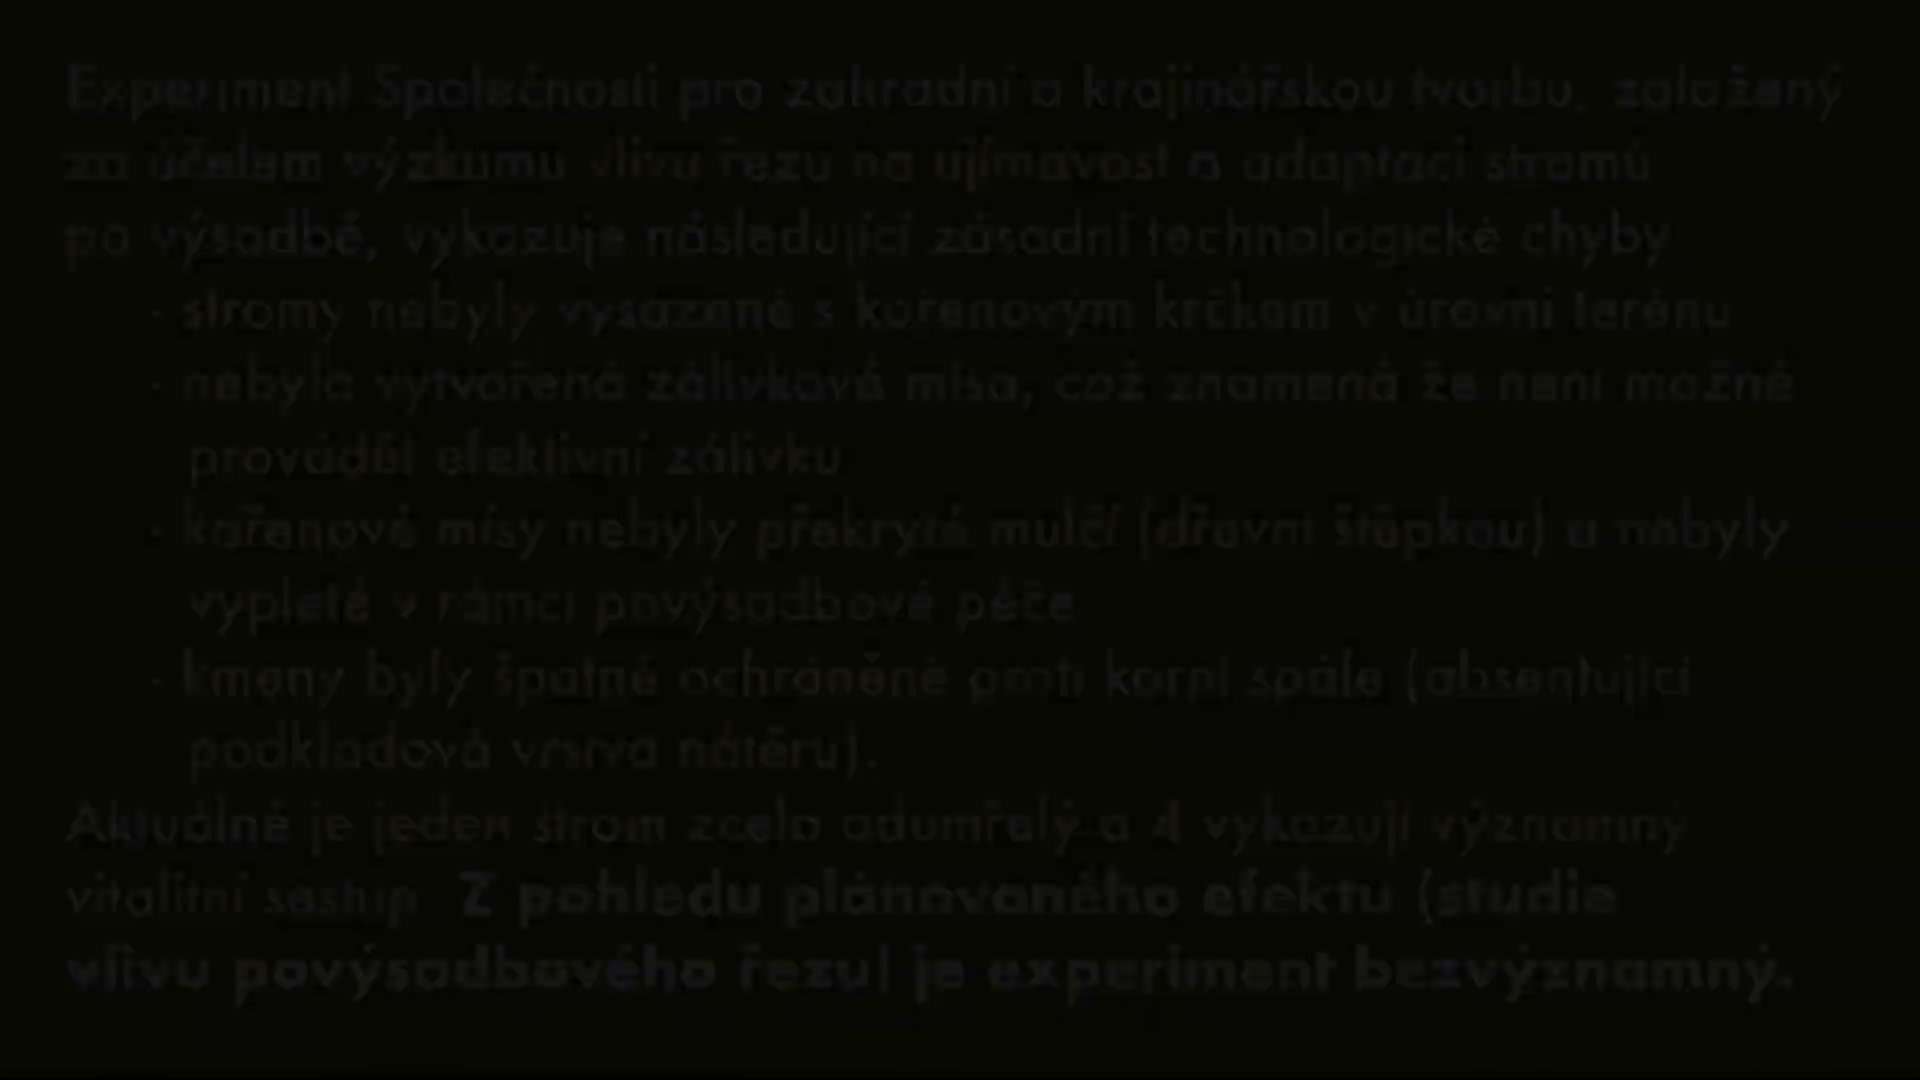 Experiment Společnosti pro zahradní a krajinářskou tvorbu, založený
za účelem výzkumu vlivu řezu na ujímavost a adaptaci stromů
po výsadbě, vykazuje následující zásadní technologické chyby
- stromy nebyly vysazené s kořenovým krčkem v úrovni terénu
- nebyla vytvořená zálivková mísa, což znamená že není možné
provádět efektivní zálivku
- kořenové mísy nebyly překryté mulčí (dřevní štěpkou) a nebyly
vypleté v rámci povýsadbové péče
- kmeny byly špatně ochráněné proti korní spále (absentující
podkladová vrstva nátěru).
Aktuálně je jeden strom zcela odumřelý a 4 vykazují významný
vitalitní sestup. Z pohledu plánovaného efektu (studie
vlivu povýsadbového řezu) je experiment bezvýznamný.